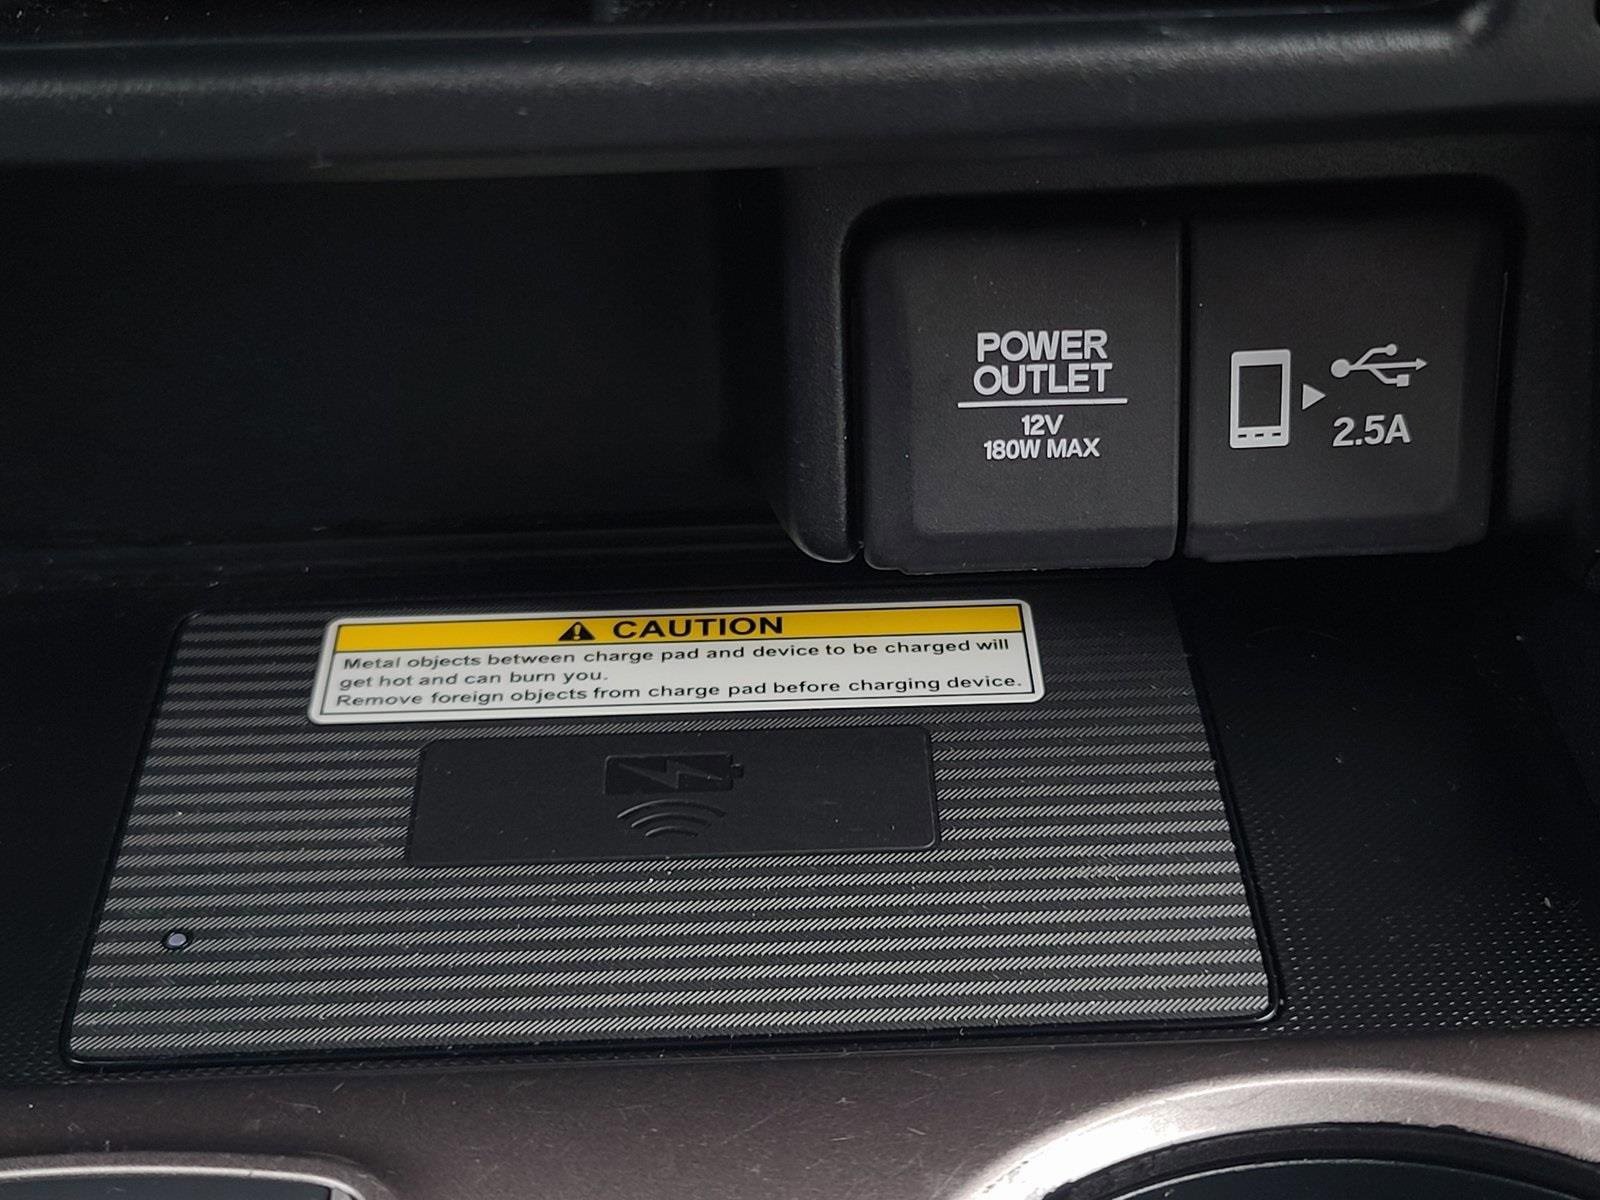 POWER
OUTLET
12V
180W MAX
2.5A
CAUTION
Metal objects between charge pad and device to be charged will
get hot and can burn you.
Remove foreign objects from charge pad before charging device.